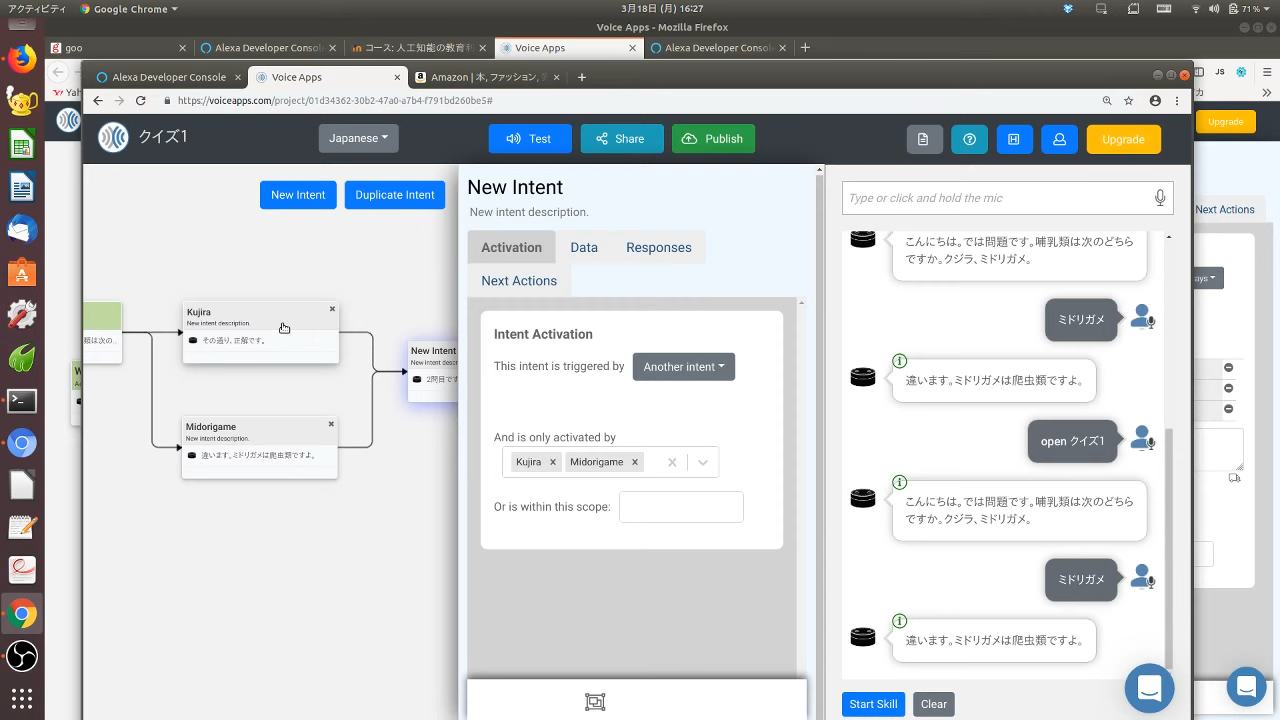 アクティビティ
Google Chrome
3月18日(水) 16:27
71%
Voice Apps - Mozilla Firefox
goo
Alexa Developer Conso
コース: 人工知能の教育利
Voice Apps
Alexa Developer Conso
Alexa Developer Console
Voice Apps
Amazon | 本, ファッション,
https://voiceapps.com/project/01d34362-30b2-47a0-a7b4-f791bd260be5#
JS
Yah
クイズ1
Japanese
Test
Share
Publish
Upgrade
Upgrade
New Intent
Duplicate Intent
New Intent
New intent description.
Activation
Data
Responses
Next Actions
Next Actions
Type or click and hold the mic
Intent Activation
This intent is triggered by
Another intent
And is only activated by
Kujira
Midorigame
Or is within this scope:
Kujira
New intent description.
その通り、正解です。
Midorigame
New intent description.
違います。ミドリガメは爬虫類ですよ。
New Intent
New intent descr
2問目です
類は次の...
こんにちは。では問題です。哺乳類は次のどちら
ですか。クジラ、ミドリガメ。
ミドリガメ
違います。ミドリガメは爬虫類ですよ。
open クイズ1
こんにちは。では問題です。哺乳類は次のどちら
ですか。クジラ、ミドリガメ。
ミドリガメ
違います。ミドリガメは爬虫類ですよ。
Start Skill
Clear